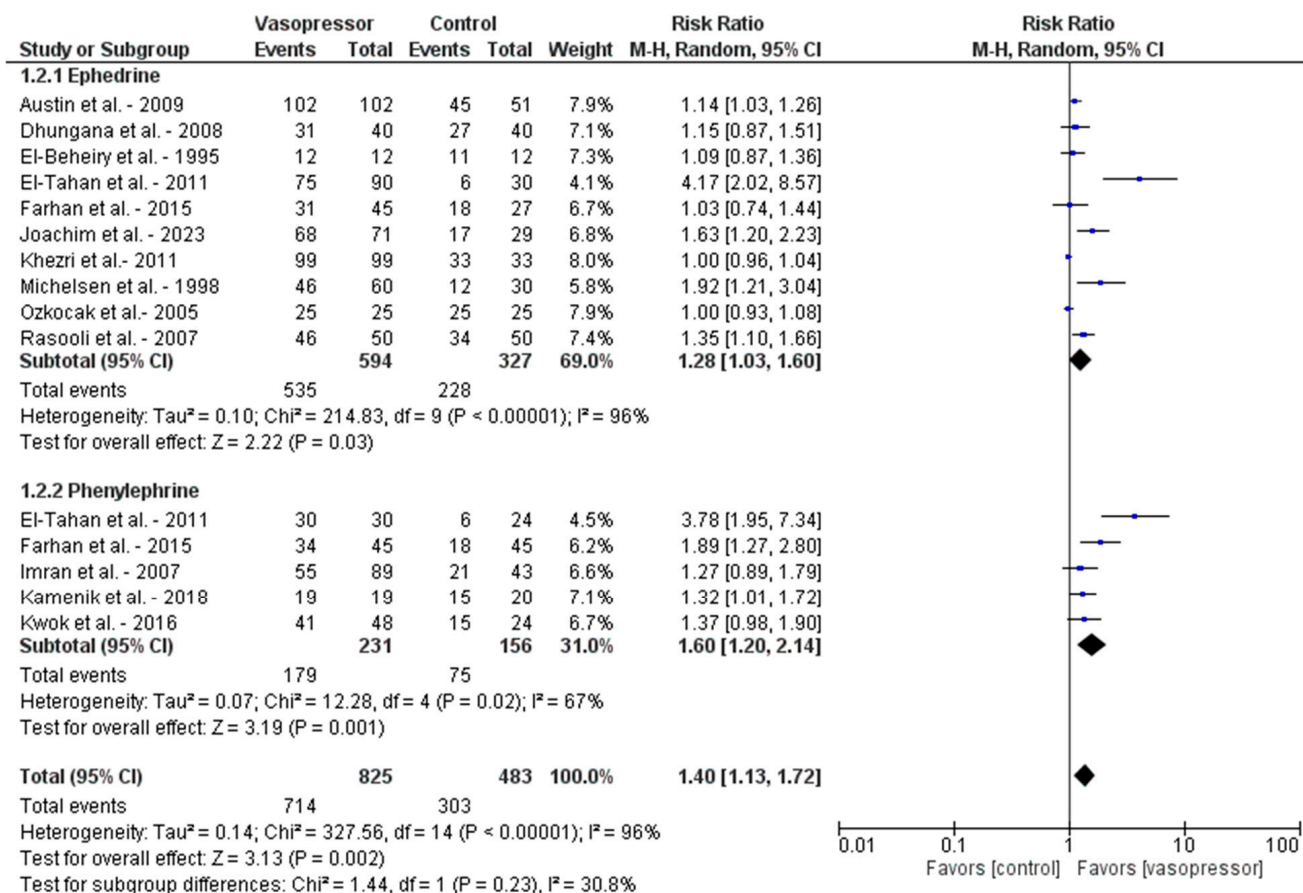 Vasopressor Control Risk Ratio Risk Ratio
Study or Subgroup Events Total Events Total Weight M-H, Random, 95% CI M-H, Random, 95% CI
1.2.1 Ephedrine
Austin et al. - 2009 102 102 45 51 7.9% 1.14 [1.03, 1.26]
Dhungana et al. - 2008 31 40 27 40 7.1% 1.15 [0.87, 1.51]
El-Beheiry et al. - 1995 12 12 11 12 7.3% 1.09 [0.87, 1.36]
El-Tahan et al. - 2011 75 90 6 30 4.1% 4.17 [2.02, 8.57]
Farhan et al. - 2015 31 45 18 27 6.7% 1.03 [0.74, 1.44]
Joachim et al. - 2023 68 71 17 29 6.8% 1.63 [1.20, 2.23]
Khezri et al.- 2011 99 99 33 33 8.0% 1.00 [0.96, 1.04]
Michelsen et al. - 1998 46 60 12 30 5.8% 1.92 [1.21, 3.04]
Ozkocak et al.- 2005 25 25 25 25 7.9% 1.00 [0.93, 1.08]
Rasooli et al. - 2007 46 50 34 50 7.4% 1.35 [1.10, 1.66]
Subtotal (95% CI) 594 327 69.0% 1.28 [1.03, 1.60]
Total events 535 228
Heterogeneity: Tau² = 0.10; Chi² = 214.83, df = 9 (P < 0.00001); I² = 96%
Test for overall effect: Z = 2.22 (P = 0.03)
1.2.2 Phenylephrine
El-Tahan et al. - 2011 30 30 6 24 4.5% 3.78 [1.95, 7.34]
Farhan et al. - 2015 34 45 18 45 6.2% 1.89 [1.27, 2.80]
Imran et al. - 2007 55 89 21 43 6.6% 1.27 [0.89, 1.79]
Kamenik et al. - 2018 19 19 15 20 7.1% 1.32 [1.01, 1.72]
Kwok et al. - 2016 41 48 15 24 6.7% 1.37 [0.98, 1.90]
Subtotal (95% CI) 231 156 31.0% 1.60 [1.20, 2.14]
Total events 179 75
Heterogeneity: Tau² = 0.07; Chi² = 12.28, df = 4 (P = 0.02); I² = 67%
Test for overall effect: Z = 3.19 (P = 0.001)
Total (95% CI) 825 483 100.0% 1.40 [1.13, 1.72]
Total events 714 303
Heterogeneity: Tau² = 0.14; Chi² = 327.56, df = 14 (P < 0.00001); I² = 96%
Test for overall effect: Z = 3.13 (P = 0.002)
Test for subgroup differences: Chi² = 1.44, df = 1 (P = 0.23), I² = 30.8%
0.01 0.1 1 10 100
Favors [control] Favors [vasopressor]